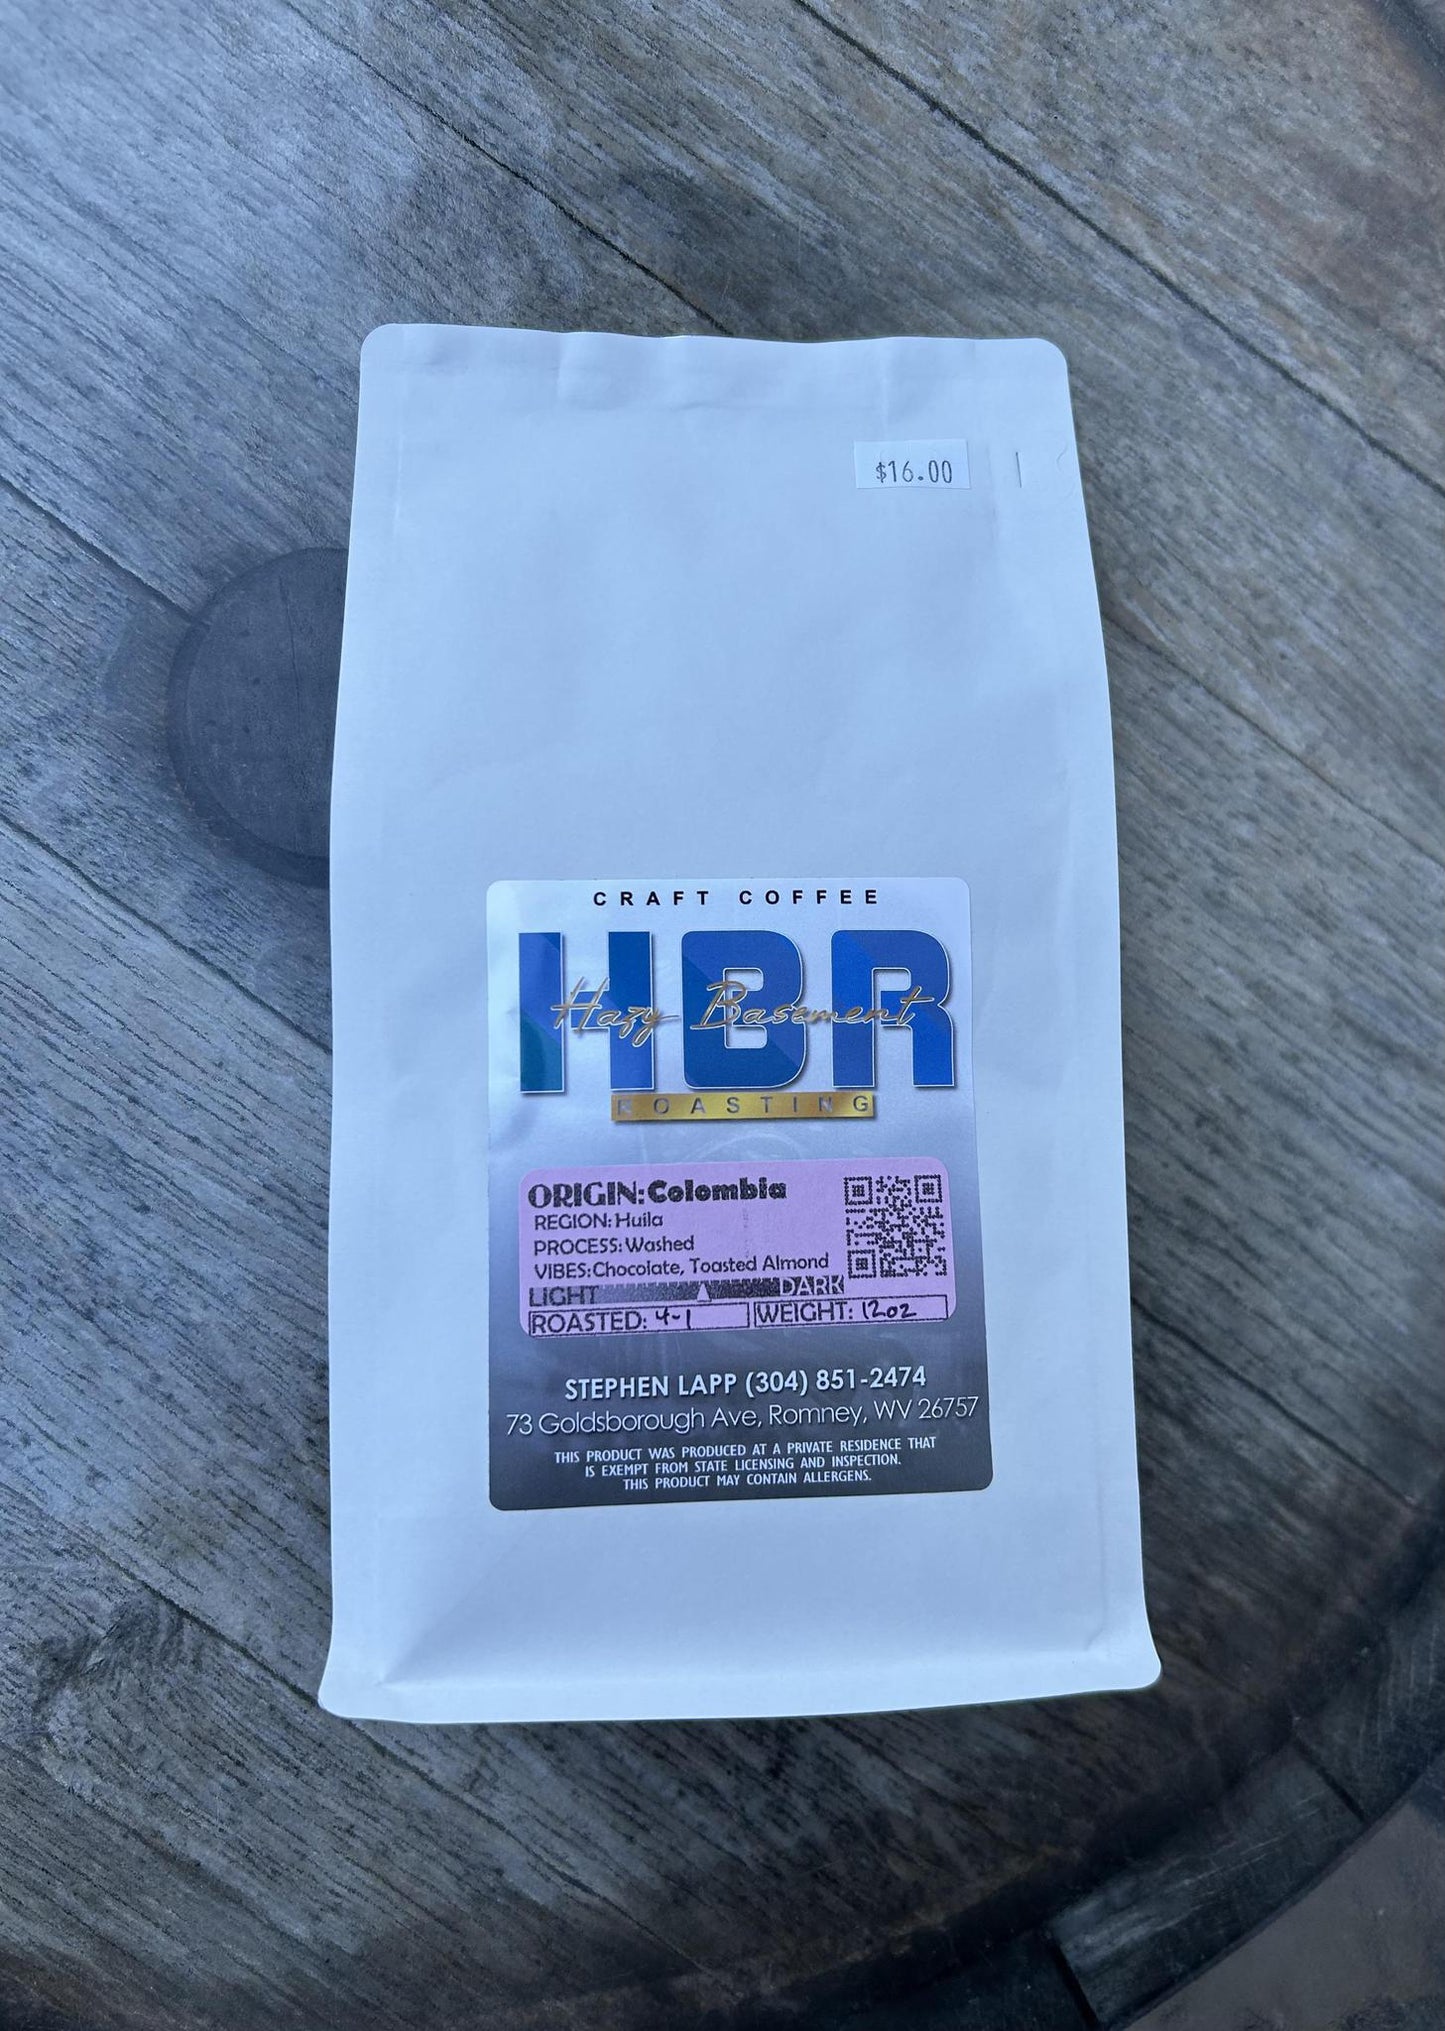 $16.00
CRAFT COFFEE
HBR
Hazy Basement
ROASTING
ORIGIN: Colombia
REGION: Huila
PROCESS: Washed
VIBES: Chocolate, Toasted Almond
LIGHT DARK
ROASTED: 4-1 WEIGHT: 12oz
STEPHEN LAPP (304) 851-2474
73 Goldsborough Ave, Romney, WV 26757
THIS PRODUCT WAS PRODUCED AT A PRIVATE RESIDENCE THAT
IS EXEMPT FROM STATE LICENSING AND INSPECTION.
THIS PRODUCT MAY CONTAIN ALLERGENS.